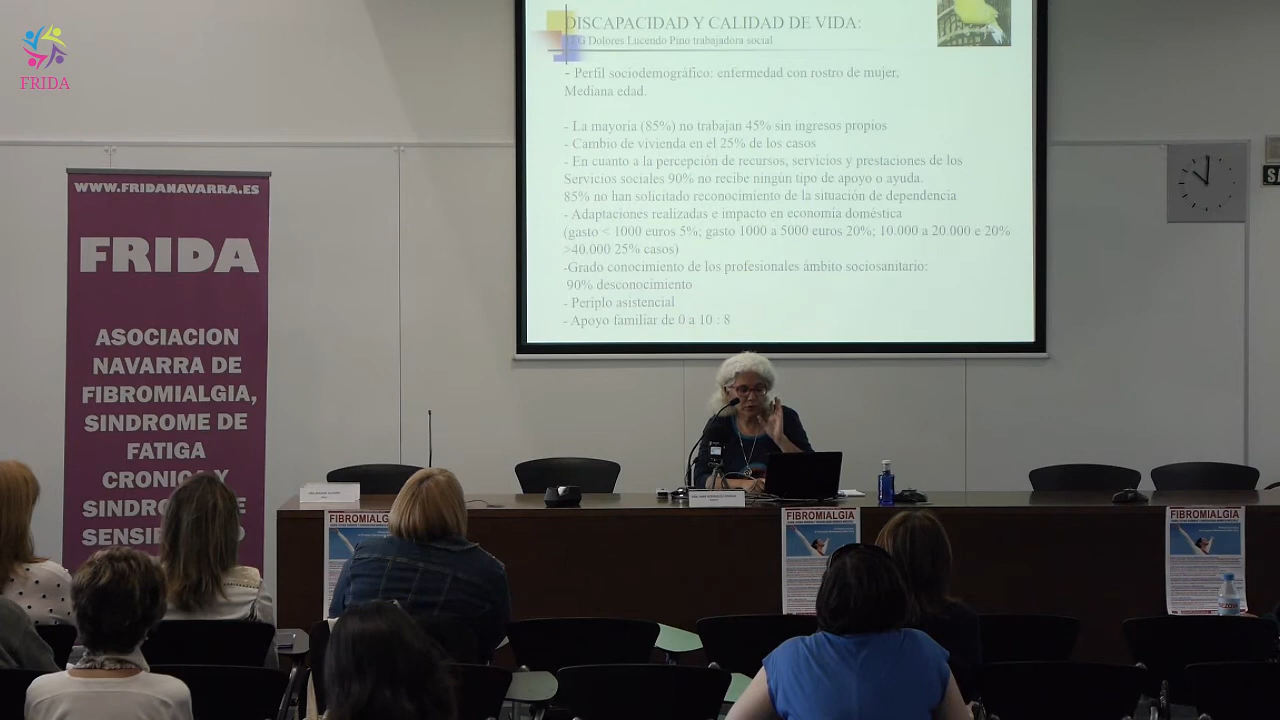 FRIDA
WWW.FRIDANAVARRA.ES
FRIDA
ASOCIACION
NAVARRA DE
FIBROMIALGIA,
SINDROME DE
FATIGA
CRONICA Y
DISCAPACIDAD Y CALIDAD DE VIDA:
Dolores Lucendo Pino trabajadora social
- Perfil sociodemográfico: enfermedad con rostro de mujer,
Mediana edad.
- La mayoría (85%) no trabajan 45% sin ingresos propios
- Cambio de vivienda en el 25% de los casos
- En cuanto a la percepción de recursos, servicios y prestaciones de los
Servicios sociales 90% no recibe ningún tipo de apoyo o ayuda.
85% no han solicitado reconocimiento de la situación de dependencia
- Adaptaciones realizadas e impacto en economía doméstica
(gasto < 1000 euros 5%; gasto 1000 a 5000 euros 20%; 10.000 a 20.000 e 20%
>40.000 25% casos)
-Grado conocimiento de los profesionales ámbito sociosanitario:
90% desconocimiento
- Periplo asistencial
- Apoyo familiar de 0 a 10 : 8
FIBROMIALGIA
FIBROMIALGIA